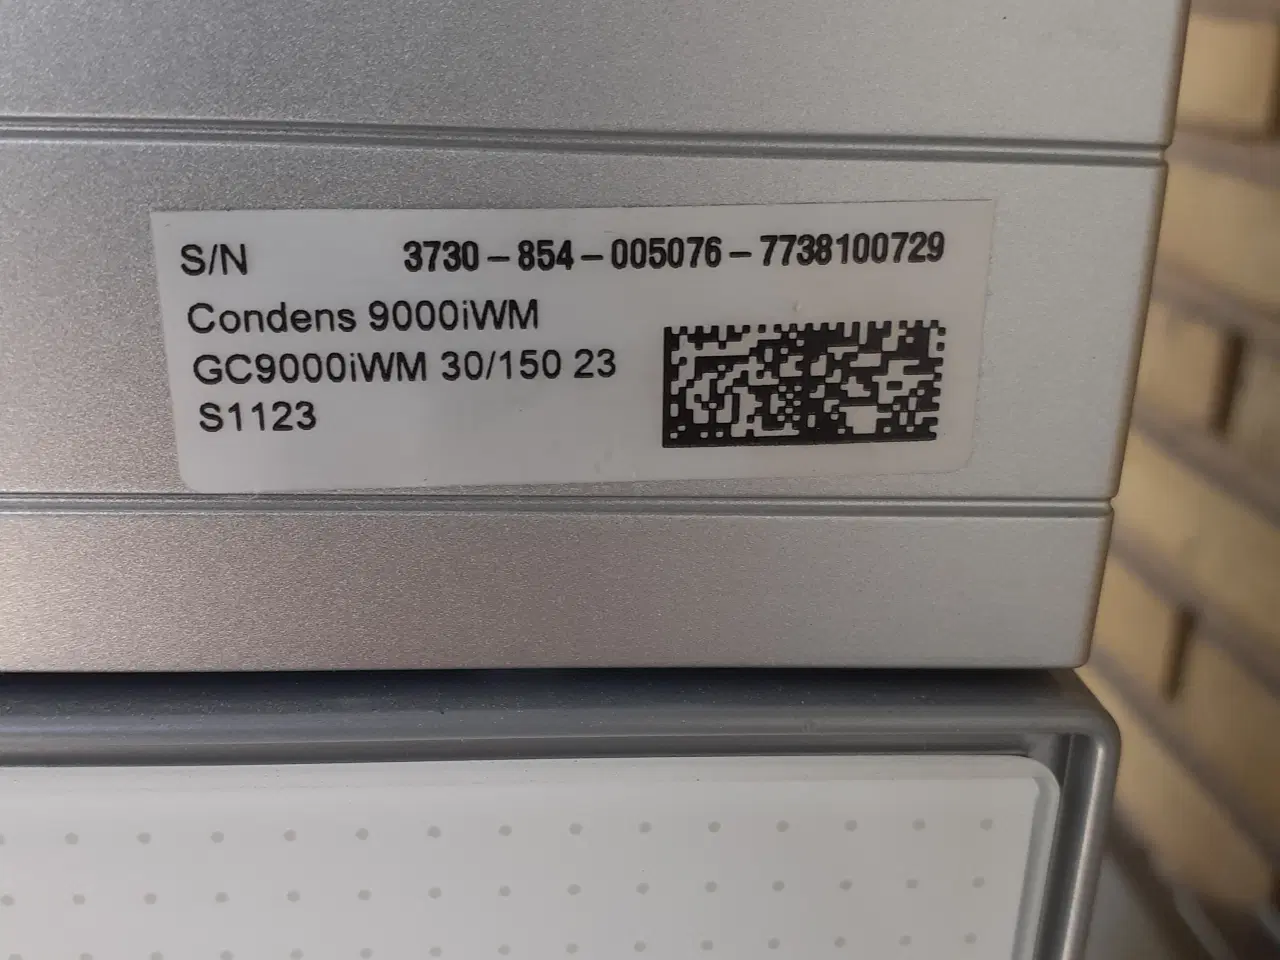 S/N 3730-854-005076-7738100729
Condens 9000iWM
GC9000iWM 30/150 23
S1123